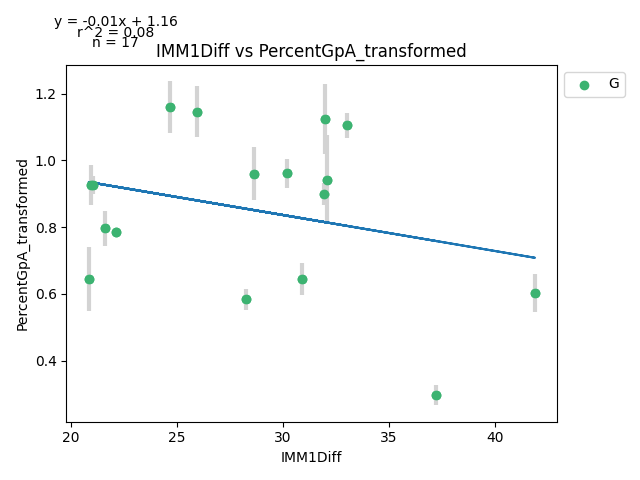 y = -0.01x + 1.16
r^2 = 0.08
n = 17
IMM1Diff vs PercentGpA_transformed
G
PercentGpA_transformed
1.2
1.0
0.8
0.6
0.4
20 25 30 35 40
IMM1Diff